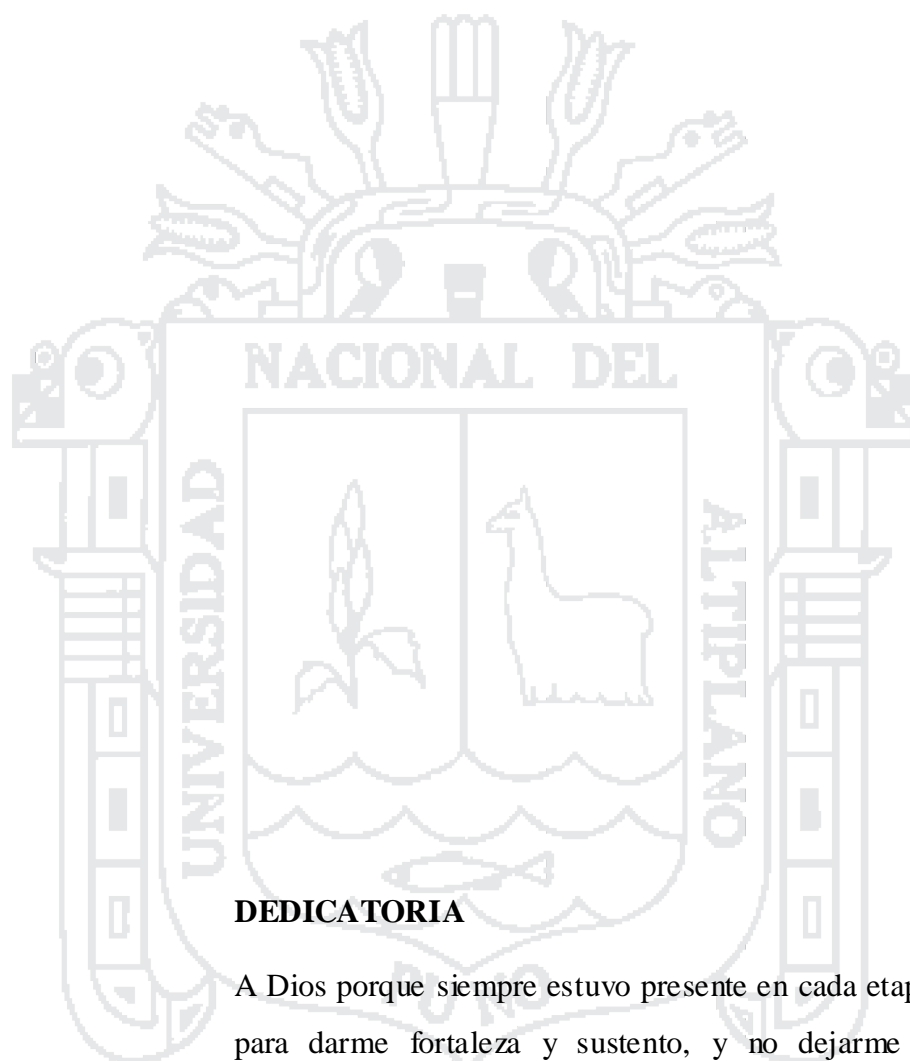 NACIONAL DEL
UNIVERSIDAD
ALTIPLANO
DEDICATORIA
PUNO
A Dios porque siempre estuvo presente en cada etap
para darme fortaleza y sustento, y no dejarme